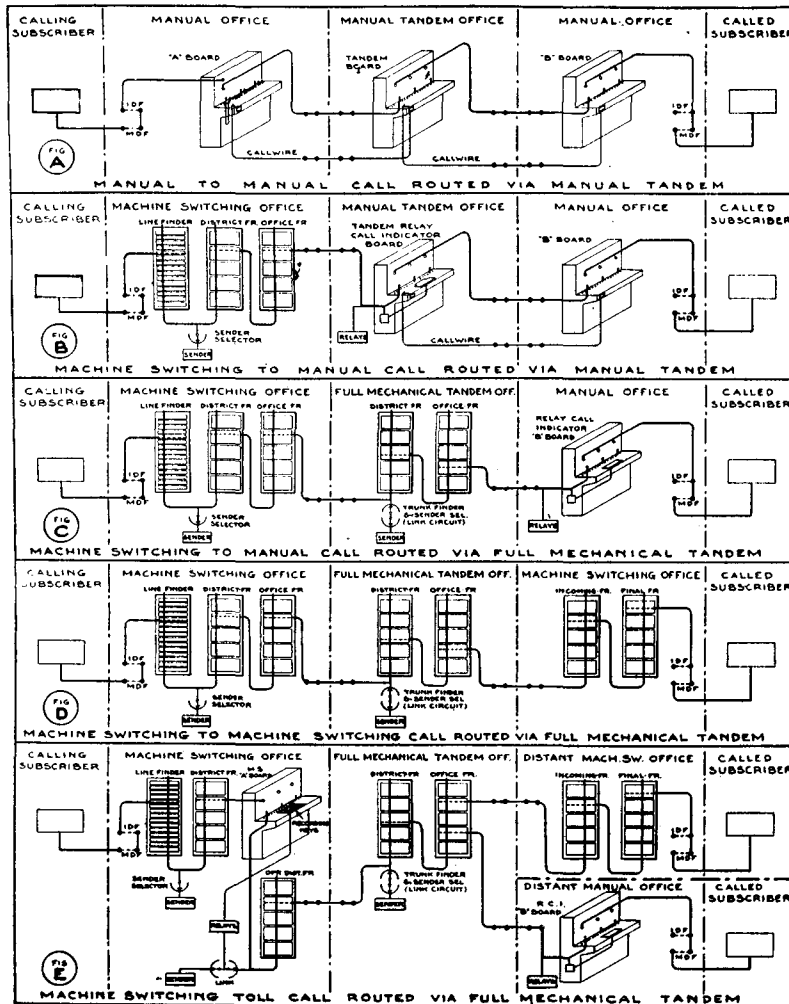 CALLING SUBSCRIBER
MANUAL OFFICE
MANUAL TANDEM OFFICE
MANUAL OFFICE
CALLED SUBSCRIBER
"A" BOARD
TANDEM BOARD
"B" BOARD
IDF
MDF
IDF
MDF
CALLWIRE
CALLWIRE
FIG A
MANUAL TO MANUAL CALL ROUTED VIA MANUAL TANDEM
CALLING SUBSCRIBER
MACHINE SWITCHING OFFICE
MANUAL TANDEM OFFICE
MANUAL OFFICE
CALLED SUBSCRIBER
LINE FINDER
DISTRICT FR.
OFFICE FR.
TANDEM RELAY CALL INDICATOR BOARD
"B" BOARD
IDF
MDF
IDF
MDF
SENDER SELECTOR
SENDER
RELAYS
CALLWIRE
FIG B
MACHINE SWITCHING TO MANUAL CALL ROUTED VIA MANUAL TANDEM
CALLING SUBSCRIBER
MACHINE SWITCHING OFFICE
FULL MECHANICAL TANDEM OFF.
MANUAL OFFICE
CALLED SUBSCRIBER
LINE FINDER
DISTRICT FR.
OFFICE FR.
DISTRICT FR.
OFFICE FR.
RELAY CALL INDICATOR "B" BOARD
IDF
MDF
IDF
MDF
SENDER SELECTOR
SENDER
TRUNK FINDER & SENDER SEL. (LINK CIRCUIT)
SENDER
RELAYS
FIG C
MACHINE SWITCHING TO MANUAL CALL ROUTED VIA FULL MECHANICAL TANDEM
CALLING SUBSCRIBER
MACHINE SWITCHING OFFICE
FULL MECHANICAL TANDEM OFF.
MACHINE SWITCHING OFFICE
CALLED SUBSCRIBER
LINE FINDER
DISTRICT FR.
OFFICE FR.
DISTRICT FR.
OFFICE FR.
INCOMING FR.
FINAL FR.
IDF
MDF
IDF
MDF
SENDER SELECTOR
SENDER
TRUNK FINDER & SENDER SEL (LINK CIRCUIT)
SENDER
FIG D
MACHINE SWITCHING TO MACHINE SWITCHING CALL ROUTED VIA FULL MECHANICAL TANDEM
CALLING SUBSCRIBER
MACHINE SWITCHING OFFICE
FULL MECHANICAL TANDEM OFF.
DISTANT MACH. SW. OFFICE
CALLED SUBSCRIBER
LINE FINDER
DISTRICT FR.
M.S. "A" BOARD
DISTRICT FR.
OFFICE FR.
INCOMING FR.
FINAL FR.
KEYS
IDF
MDF
IDF
MDF
SENDER SELECTOR
SENDER
OPR DIST. FR
TRUNK FINDER & SENDER SEL (LINK CIRCUIT)
SENDER
DISTANT MANUAL OFFICE
CALLED SUBSCRIBER
R.C.I. "B" BOARD
IDF
MDF
RELAYS
RELAYS
SENDER
LINK
FIG E
MACHINE SWITCHING TOLL CALL ROUTED VIA FULL MECHANICAL TANDEM